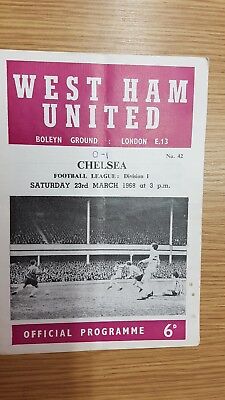 WEST HAM
UNITED
BOLEYN GROUND : LONDON E.13
0-1
No. 42
CHELSEA
FOOTBALL LEAGUE: Division I
SATURDAY 23rd MARCH 1968 at 3 p.m.
OFFICIAL PROGRAMME 6ᴰ